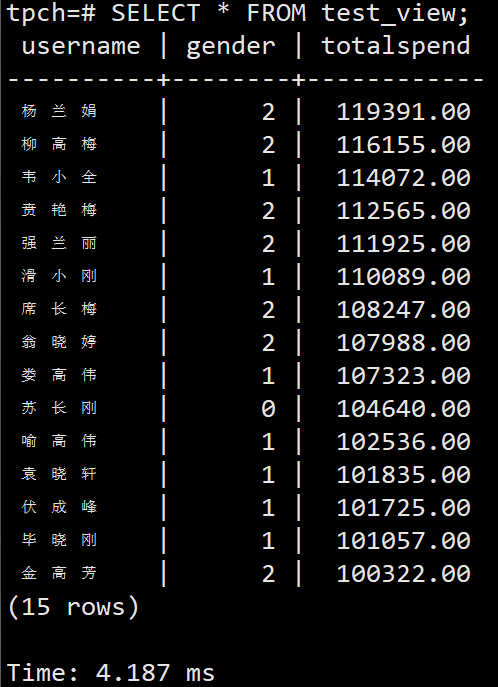 tpch=# SELECT * FROM test_view;
 username | gender | totalspend
----------+--------+------------
 杨兰娟 | 2 | 119391.00
 柳高梅 | 2 | 116155.00
 韦小全 | 1 | 114072.00
 贲艳梅 | 2 | 112565.00
 强兰丽 | 2 | 111925.00
 滑小刚 | 1 | 110089.00
 席长梅 | 2 | 108247.00
 翁晓婷 | 2 | 107988.00
 娄高伟 | 1 | 107323.00
 苏长刚 | 0 | 104640.00
 喻高伟 | 1 | 102536.00
 袁晓轩 | 1 | 101835.00
 伏成峰 | 1 | 101725.00
 毕晓刚 | 1 | 101057.00
 金高芳 | 2 | 100322.00
(15 rows)
Time: 4.187 ms